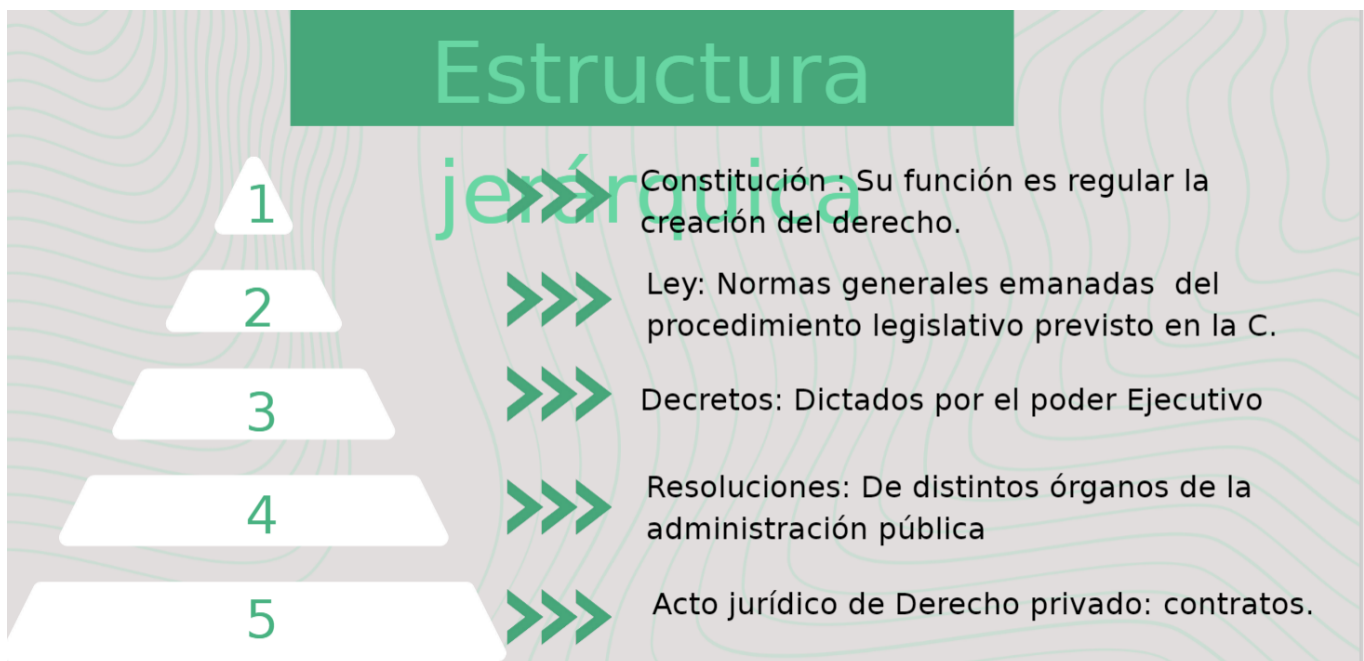 Estructura
jerárquica
1
Constitución : Su función es regular la
creación del derecho.
2
Ley: Normas generales emanadas  del
procedimiento legislativo previsto en la C.
3
Decretos: Dictados por el poder Ejecutivo
4
Resoluciones: De distintos órganos de la
administración pública
5
Acto jurídico de Derecho privado: contratos.